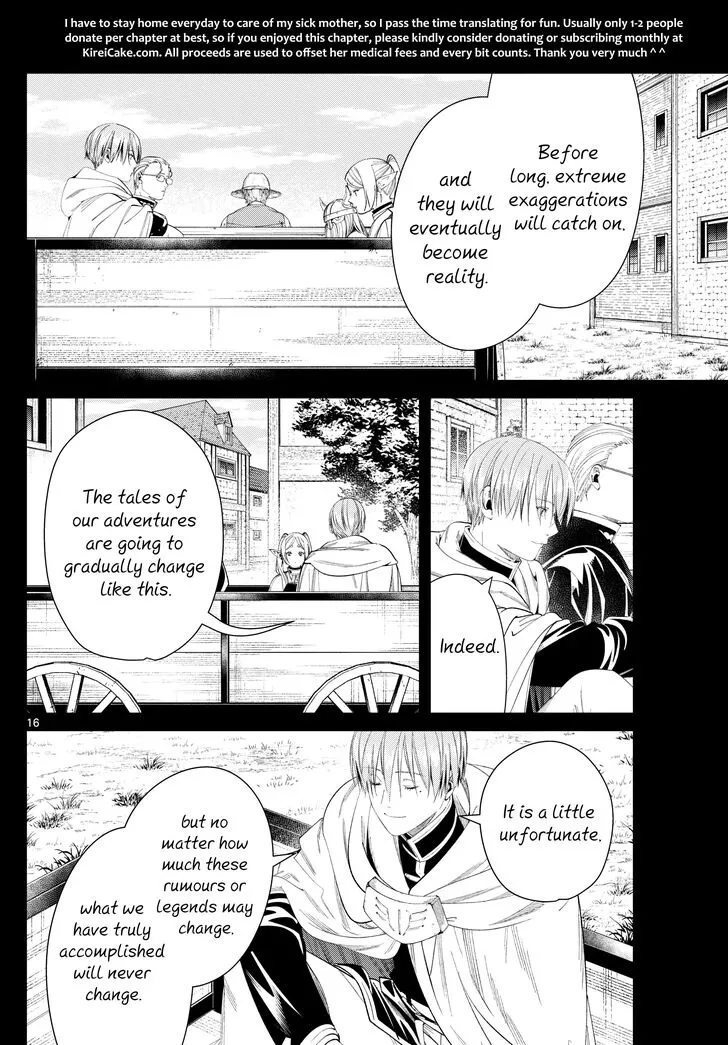 I have to stay home everyday to care of my sick mother, so I pass the time translating for fun. Usually only 1-2 people
donate per chapter at best, so if you enjoyed this chapter, please kindly consider donating or subscribing monthly at
KireiCake.com. All proceeds are used to offset her medical fees and every bit counts. Thank you very much ^ ^
Before
long, extreme
exaggerations
will catch on.
and
they will
eventually
become
reality.
Indeed.
The tales of
our adventures
are going to
gradually change
like this.
16
It is a little
unfortunate.
but no
matter how
much these
rumours or
legends may
change.
what we
have truly
accomplished
will never
change.